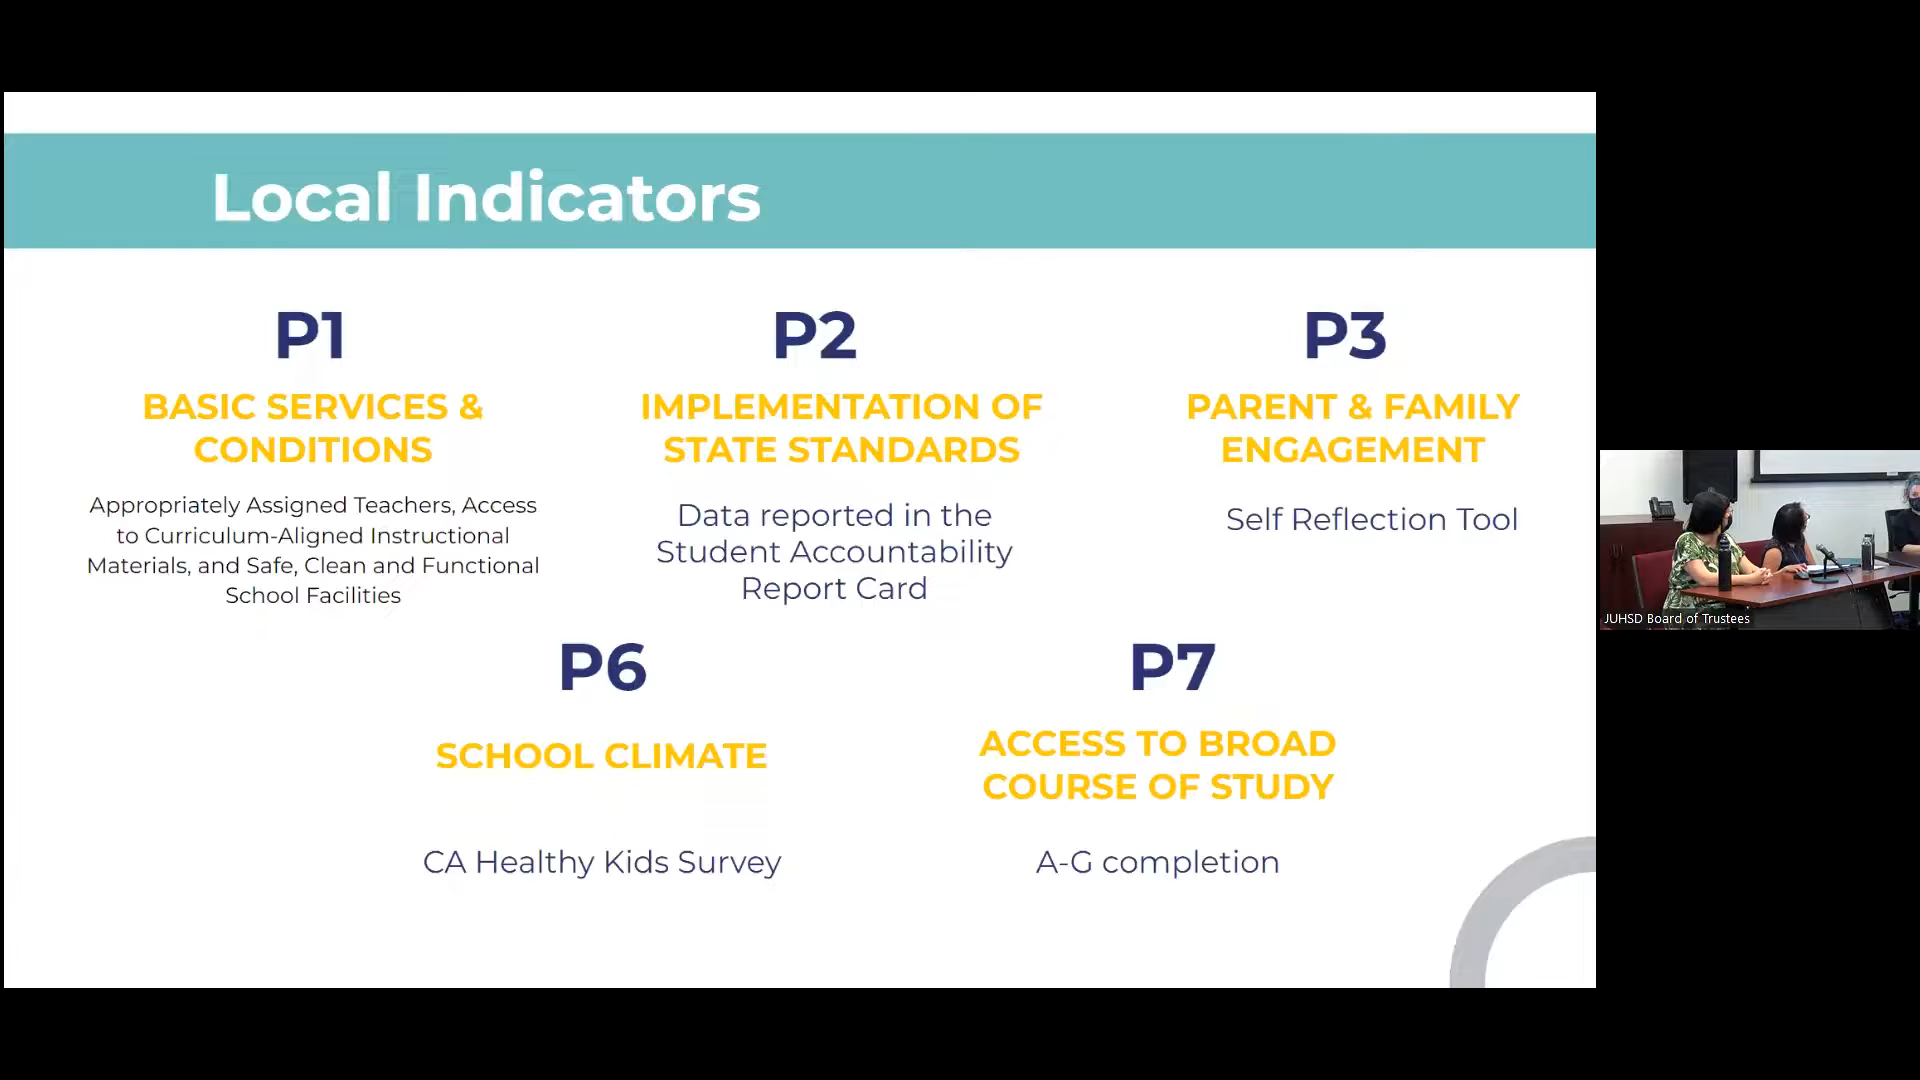 Local Indicators
P1
BASIC SERVICES &
CONDITIONS
Appropriately Assigned Teachers, Access
to Curriculum-Aligned Instructional
Materials, and Safe, Clean and Functional
School Facilities
P2
IMPLEMENTATION OF
STATE STANDARDS
Data reported in the
Student Accountability
Report Card
P3
PARENT & FAMILY
ENGAGEMENT
Self Reflection Tool
P6
SCHOOL CLIMATE
CA Healthy Kids Survey
P7
ACCESS TO BROAD
COURSE OF STUDY
A-G completion
JUHSD Board of Trustees